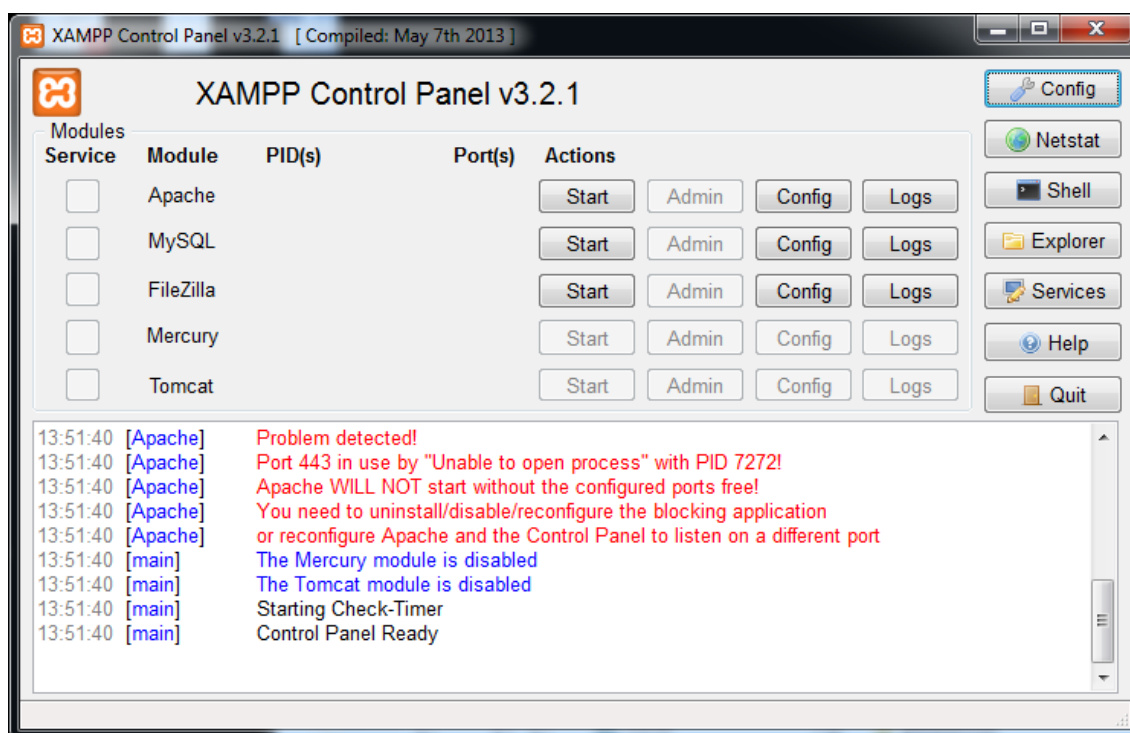 XAMPP Control Panel v3.2.1 [ Compiled: May 7th 2013 ]
XAMPP Control Panel v3.2.1
Config
Modules
Service Module PID(s) Port(s) Actions
Netstat
Apache Start Admin Config Logs
Shell
MySQL Start Admin Config Logs
Explorer
FileZilla Start Admin Config Logs
Services
Mercury Start Admin Config Logs
Help
Tomcat Start Admin Config Logs
Quit
13:51:40 [Apache] Problem detected!
13:51:40 [Apache] Port 443 in use by "Unable to open process" with PID 7272!
13:51:40 [Apache] Apache WILL NOT start without the configured ports free!
13:51:40 [Apache] You need to uninstall/disable/reconfigure the blocking application
13:51:40 [Apache] or reconfigure Apache and the Control Panel to listen on a different port
13:51:40 [main] The Mercury module is disabled
13:51:40 [main] The Tomcat module is disabled
13:51:40 [main] Starting Check-Timer
13:51:40 [main] Control Panel Ready